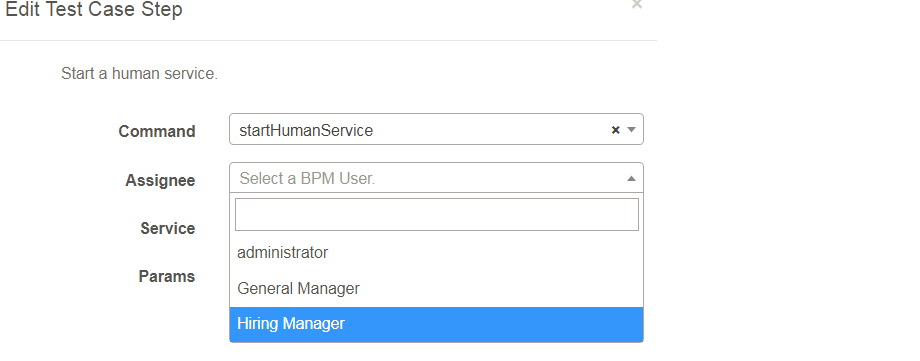 Edit Test Case Step
×
Start a human service.
Command
startHumanService
×
Assignee
Select a BPM User.
Service
administrator
Params
General Manager
Hiring Manager